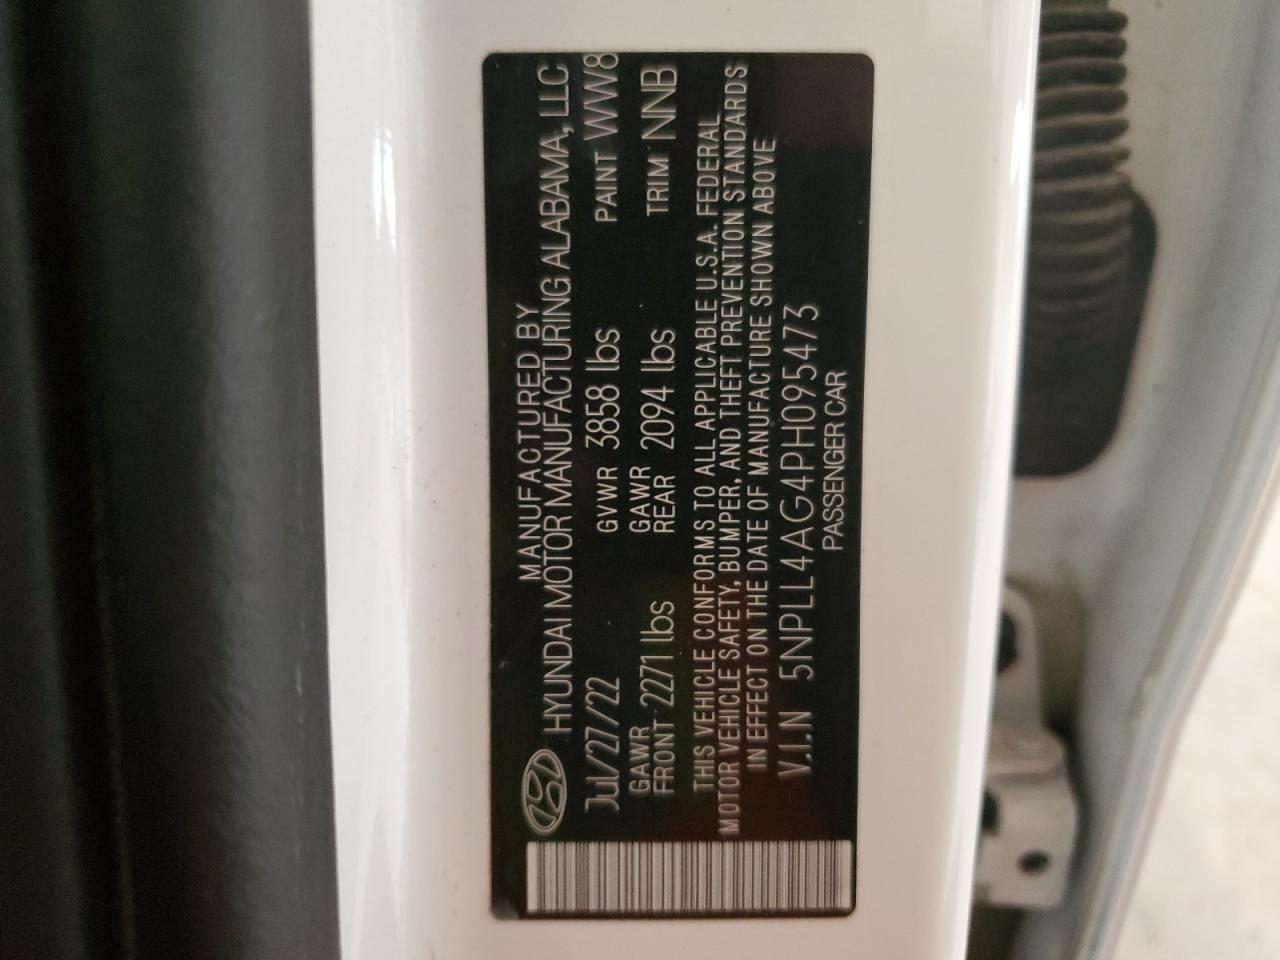 MANUFACTURED BY
HYUNDAI MOTOR MANUFACTURING ALABAMA, LLC
Jul/27/22 GVWR 3858 lbs PAINT WW8
GAWR FRONT 2271 lbs GAWR REAR 2094 lbs TRIM NNB
THIS VEHICLE CONFORMS TO ALL APPLICABLE U.S.A. FEDERAL
MOTOR VEHICLE SAFETY, BUMPER, AND THEFT PREVENTION STANDARDS
IN EFFECT ON THE DATE OF MANUFACTURE SHOWN ABOVE
V.I.N 5NPLL4AG4PH095473
PASSENGER CAR